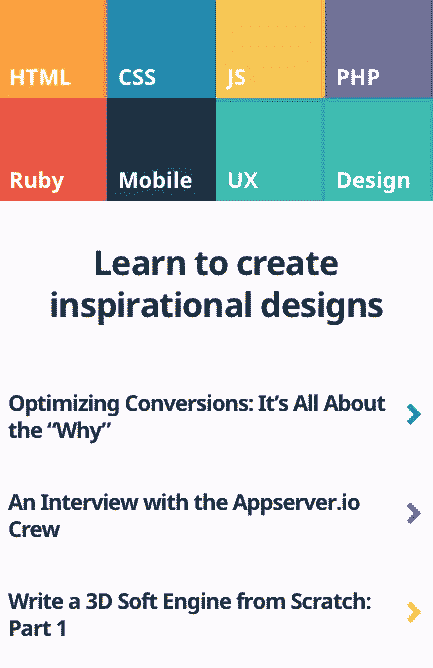 HTML CSS JS PHP
Ruby Mobile UX Design
Learn to create
inspirational designs
Optimizing Conversions: It’s All About
the “Why”
An Interview with the Appserver.io
Crew
Write a 3D Soft Engine from Scratch:
Part 1